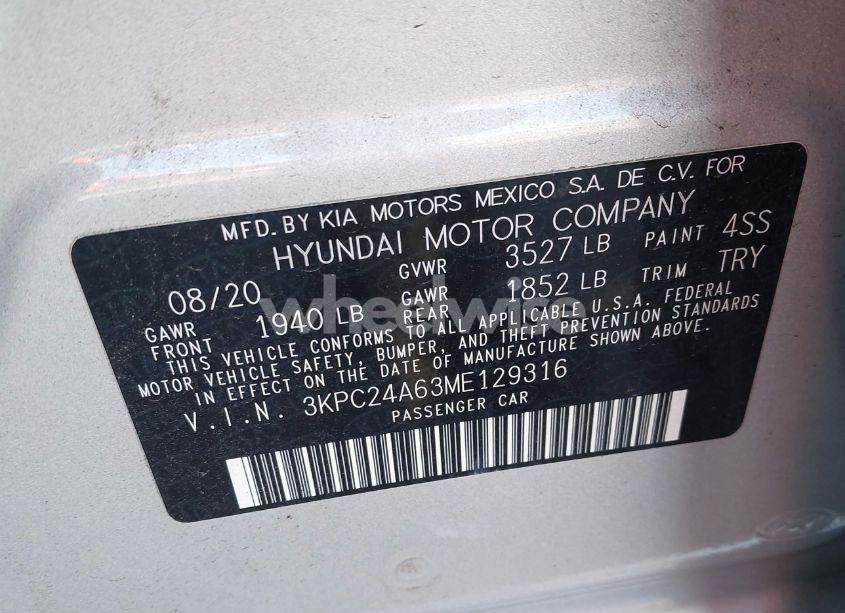 MFD. BY KIA MOTORS MEXICO S.A. DE C.V. FOR
HYUNDAI MOTOR COMPANY
08/20 GVWR 3527 LB PAINT 4SS
GAWR FRONT 1940 LB GAWR REAR 1852 LB TRIM TRY
THIS VEHICLE CONFORMS TO ALL APPLICABLE U.S.A. FEDERAL
MOTOR VEHICLE SAFETY, BUMPER, AND THEFT PREVENTION STANDARDS
IN EFFECT ON THE DATE OF MANUFACTURE SHOWN ABOVE.
V.I.N. 3KPC24A63ME129316
PASSENGER CAR
wheelwire